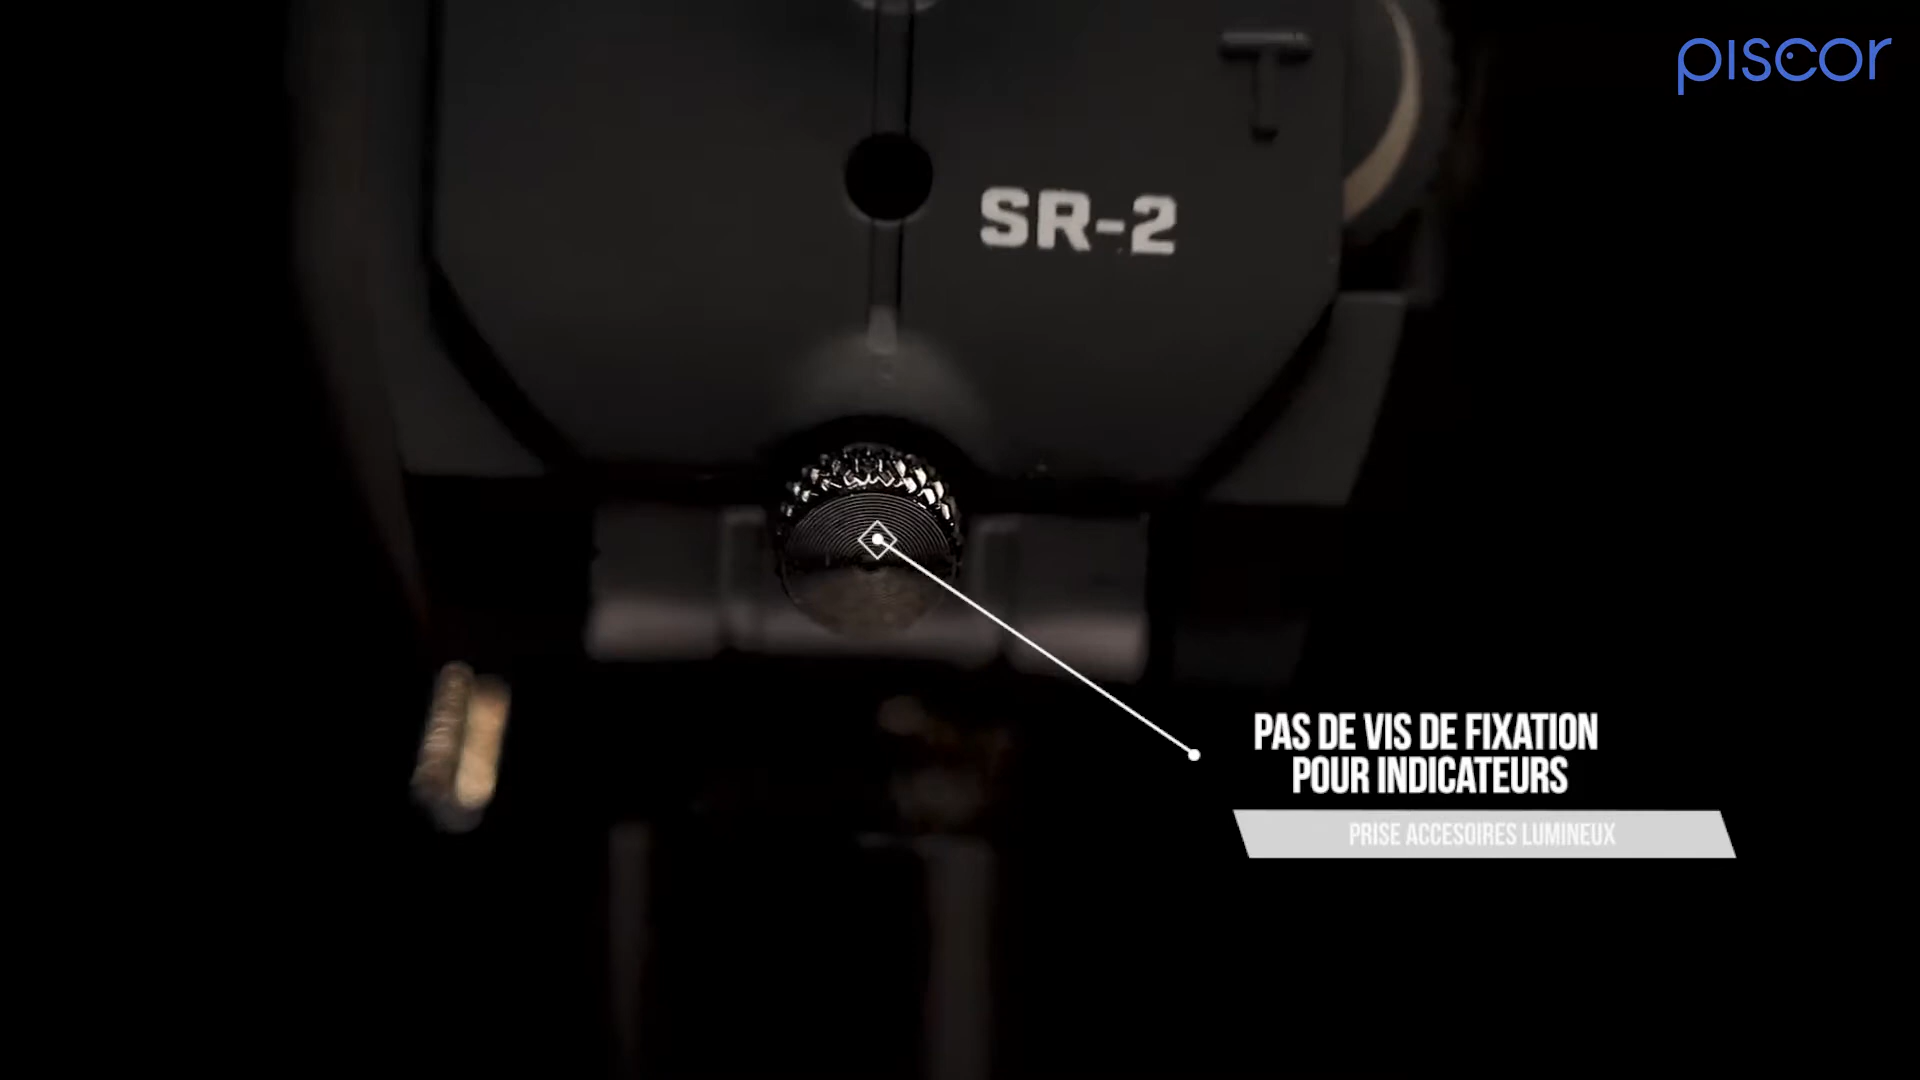 piscor
T
SR-2
PAS DE VIS DE FIXATION
POUR INDICATEURS
PRISE ACCESOIRES LUMINEUX